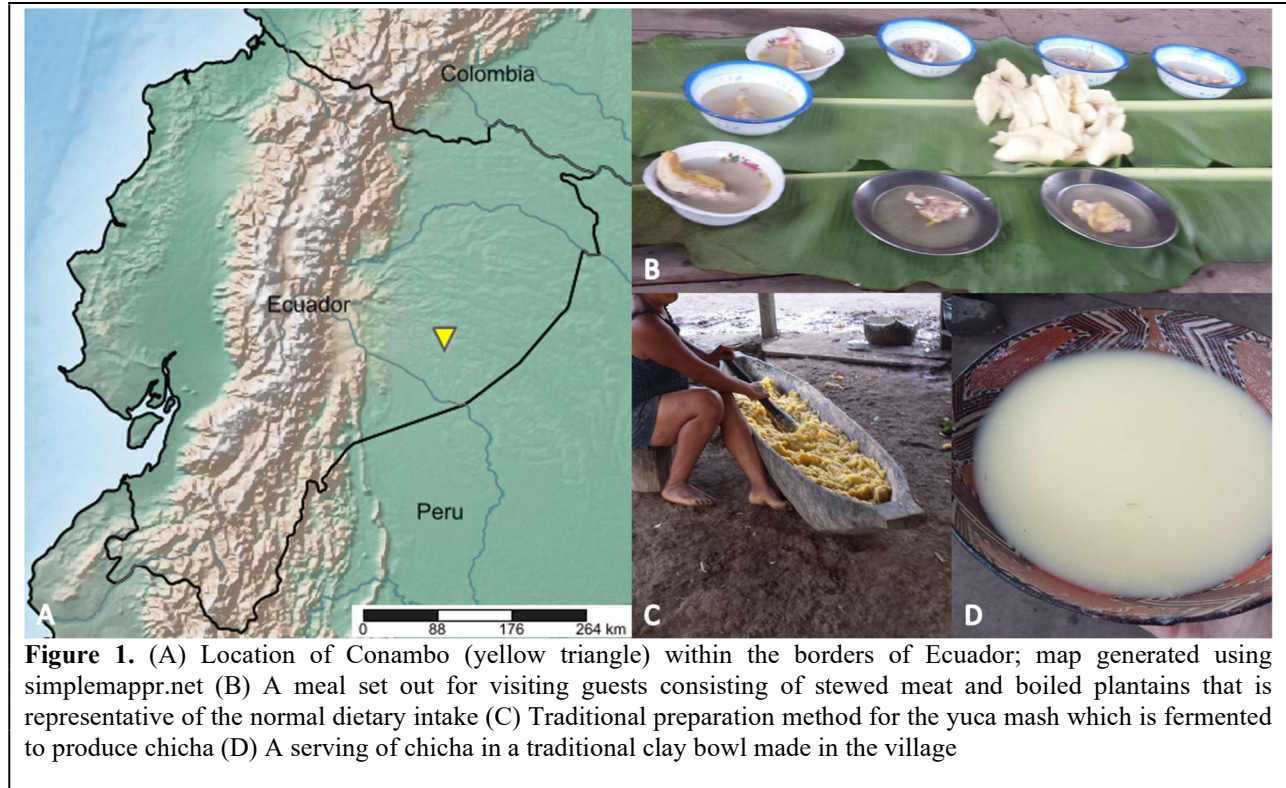 Colombia
Ecuador
Peru
A
0 88 176 264 km
B
C
D
Figure 1. (A) Location of Conambo (yellow triangle) within the borders of Ecuador; map generated using
simplemappr.net (B) A meal set out for visiting guests consisting of stewed meat and boiled plantains that is
representative of the normal dietary intake (C) Traditional preparation method for the yuca mash which is fermented
to produce chicha (D) A serving of chicha in a traditional clay bowl made in the village